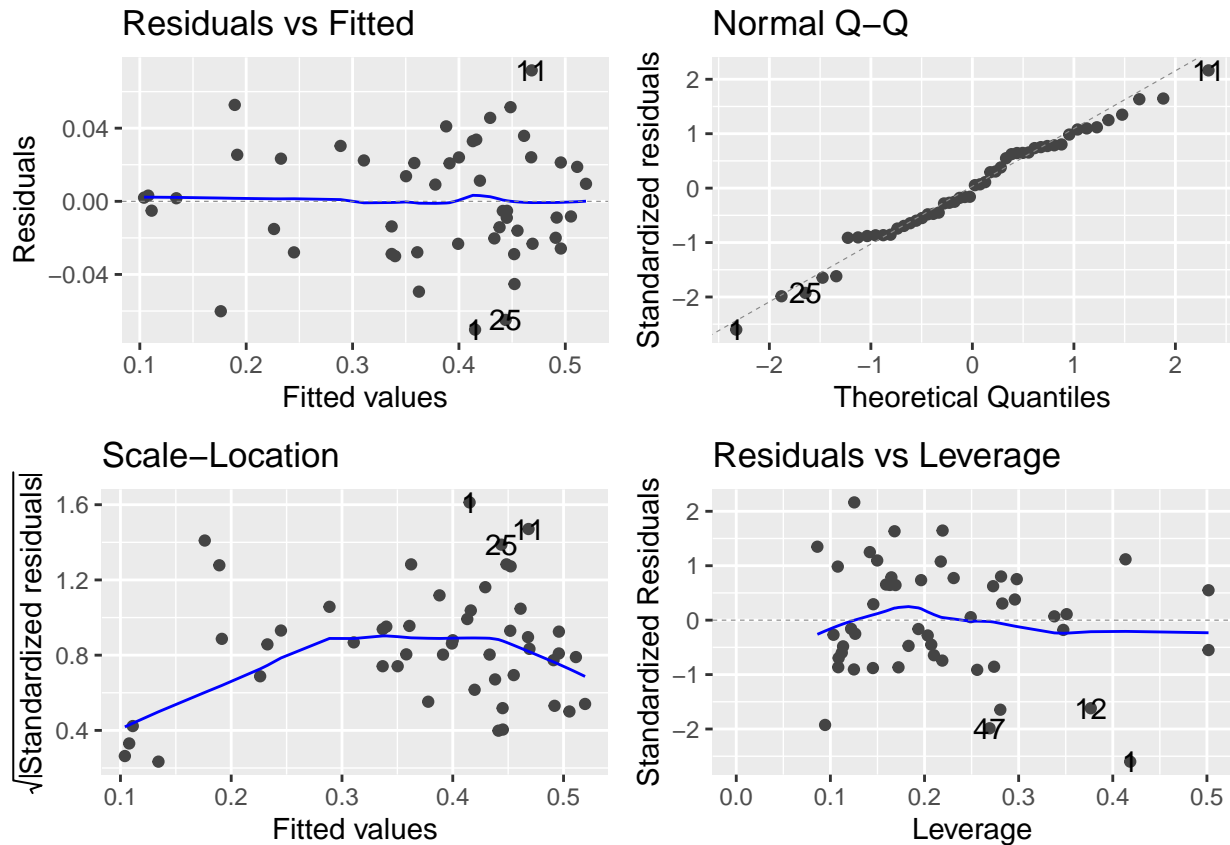 Residuals vs Fitted
Residuals
0.04
0.00
−0.04
11
25
1
0.1 0.2 0.3 0.4 0.5
Fitted values
Normal Q−Q
Standardized residuals
2
1
0
−1
−2
11
25
1
−2 −1 0 1 2
Theoretical Quantiles
Scale−Location
√|Standardized residuals|
1.6
1.2
0.8
0.4
1
11
25
0.1 0.2 0.3 0.4 0.5
Fitted values
Residuals vs Leverage
Standardized Residuals
2
1
0
−1
−2
12
47
1
0.0 0.1 0.2 0.3 0.4 0.5
Leverage